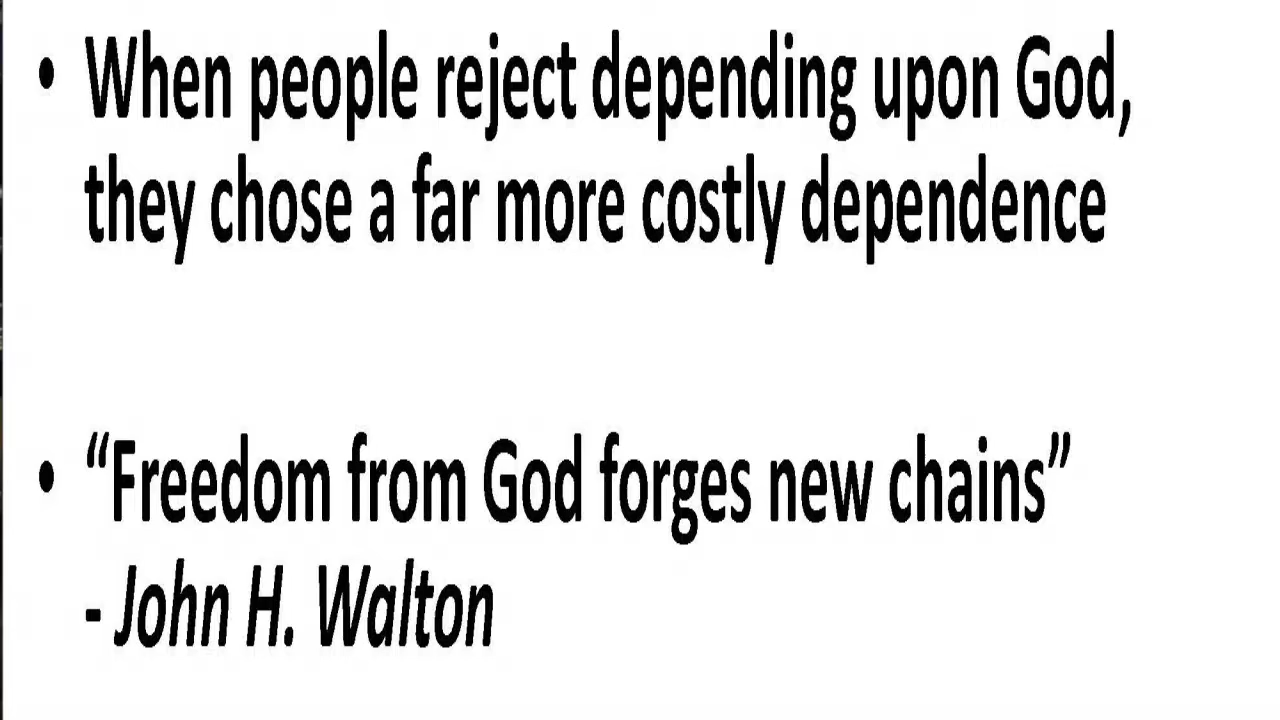 • When people reject depending upon God,
they chose a far more costly dependence
• “Freedom from God forges new chains”
- John H. Walton